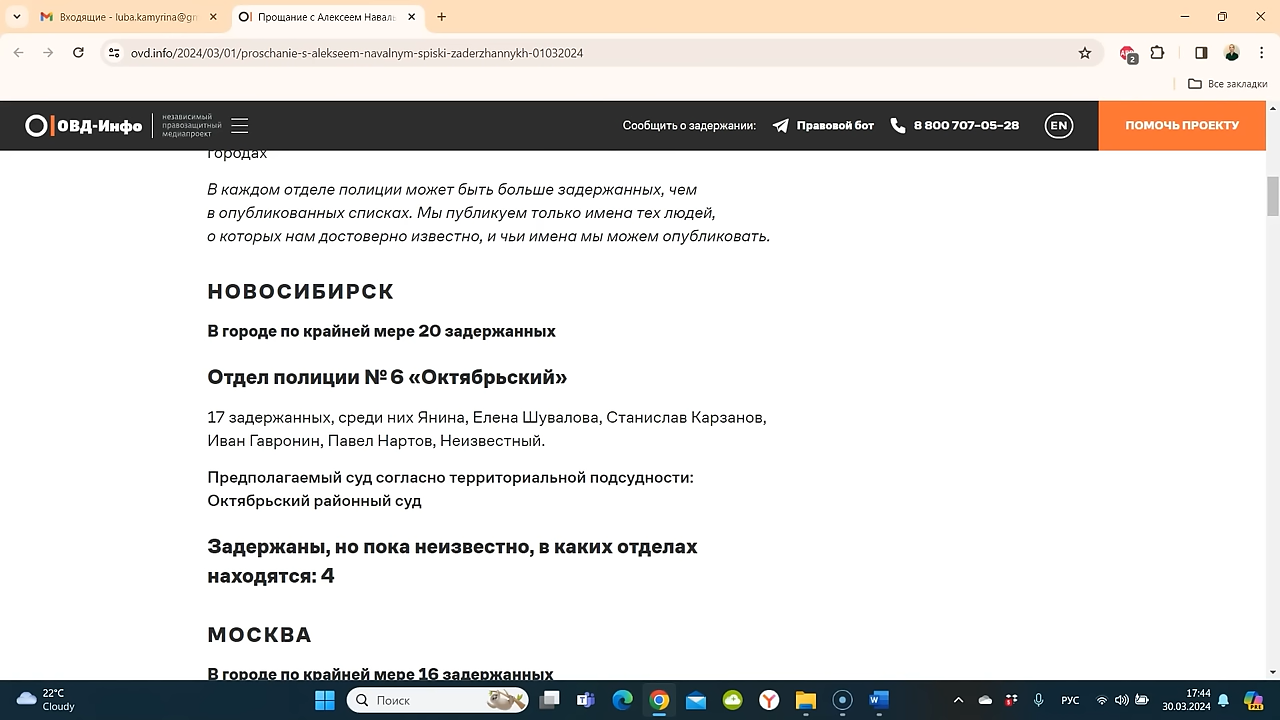 Входящие - luba.kamyrina@gm
Прощание с Алексеем Наваль
ovd.info/2024/03/01/proschanie-s-alekseem-navalnym-spiski-zaderzhannykh-01032024
2
Все закладки
ОВД-Инфо
независимый
правозащитный
медиапроект
Сообщить о задержании:
Правовой бот
8 800 707-05-28
EN
ПОМОЧЬ ПРОЕКТУ
городах
В каждом отделе полиции может быть больше задержанных, чем
в опубликованных списках. Мы публикуем только имена тех людей,
о которых нам достоверно известно, и чьи имена мы можем опубликовать.
НОВОСИБИРСК
В городе по крайней мере 20 задержанных
Отдел полиции № 6 «Октябрьский»
17 задержанных, среди них Янина, Елена Шувалова, Станислав Карзанов,
Иван Гавронин, Павел Нартов, Неизвестный.
Предполагаемый суд согласно территориальной подсудности:
Октябрьский районный суд
Задержаны, но пока неизвестно, в каких отделах
находятся: 4
МОСКВА
В городе по крайней мере 16 задержанных
22°C
Cloudy
Поиск
РУС
17:44
30.03.2024